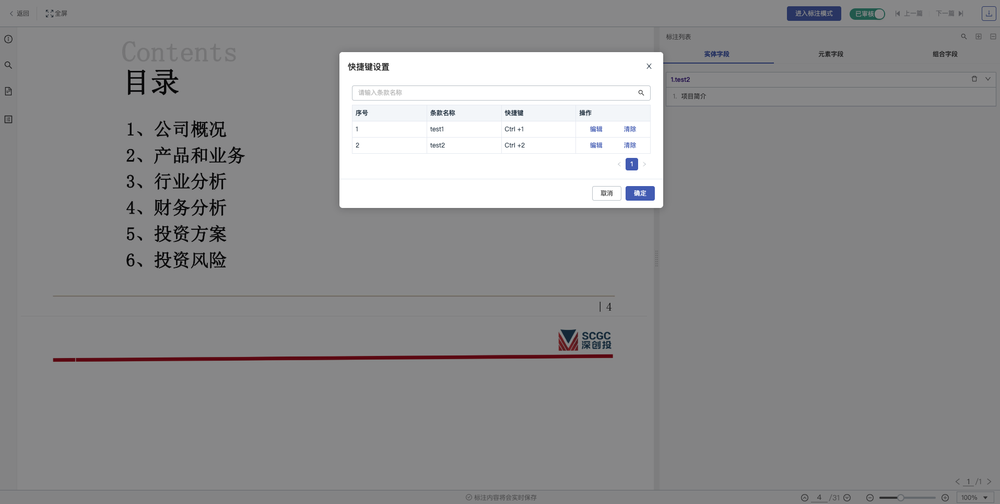 返回
全屏
进入标注模式
已审核
上一篇
下一篇
Contents
目录
1、公司概况
2、产品和业务
3、行业分析
4、财务分析
5、投资方案
6、投资风险
4
SCGC
深创投
快捷键设置
请输入条款名称
序号 条款名称 快捷键 操作
1 test1 Ctrl +1 编辑 清除
2 test2 Ctrl +2 编辑 清除
1
取消 确定
标注列表
实体字段 元素字段 组合字段
1.test2
1. 项目简介
1 /1
标注内容将会实时保存
4 /31
100%